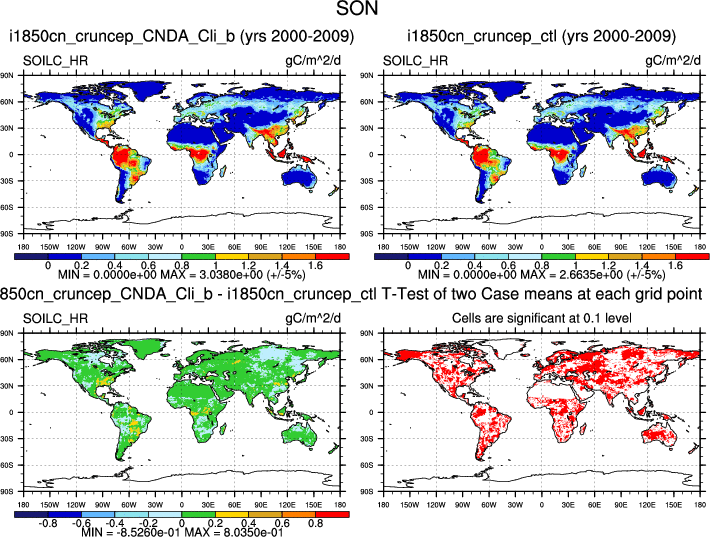 SON
i1850cn_cruncep_CNDA_Cli_b (yrs 2000-2009)
i1850cn_cruncep_ctl (yrs 2000-2009)
SOILC_HR gC/m^2/d
SOILC_HR gC/m^2/d
90N 90N
60N 60N
30N 30N
0 0
30S 30S
60S 60S
90S 90S
180 150W 120W 90W 60W 30W 0 30E 60E 90E 120E 150E 180
180 150W 120W 90W 60W 30W 0 30E 60E 90E 120E 150E 180
0 0.2 0.4 0.6 0.8 1 1.2 1.4 1.6
0 0.2 0.4 0.6 0.8 1 1.2 1.4 1.6
MIN = 0.0000e+00 MAX = 3.0380e+00 (+/-5%)
MIN = 0.0000e+00 MAX = 2.6635e+00 (+/-5%)
850cn_cruncep_CNDA_Cli_b - i1850cn_cruncep_ctl
T-Test of two Case means at each grid point
SOILC_HR gC/m^2/d
Cells are significant at 0.1 level
90N 90N
60N 60N
30N 30N
0 0
30S 30S
60S 60S
90S 90S
180 150W 120W 90W 60W 30W 0 30E 60E 90E 120E 150E 180
180 150W 120W 90W 60W 30W 0 30E 60E 90E 120E 150E 180
-0.8 -0.6 -0.4 -0.2 0 0.2 0.4 0.6 0.8
MIN = -8.5260e-01 MAX = 8.0350e-01